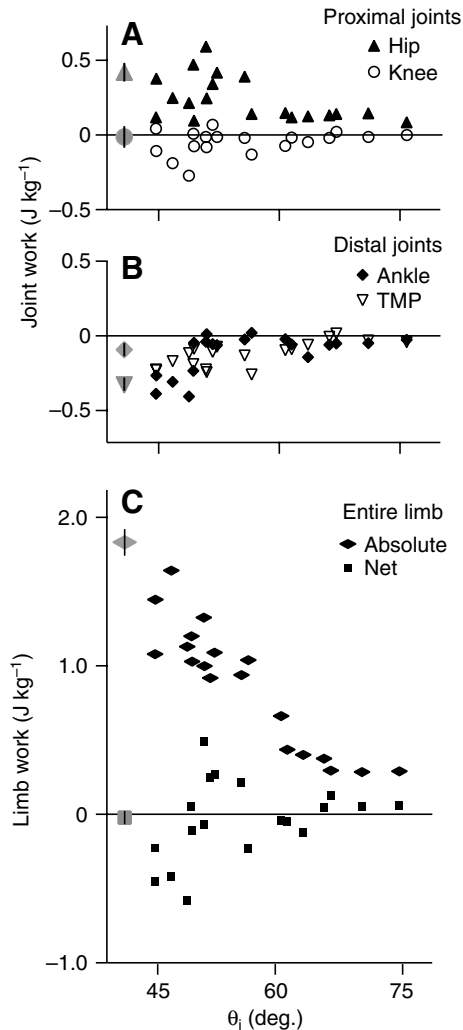 A
Proximal joints
Hip
Knee
0.5
0
–0.5
Joint work (J kg–1)
B
Distal joints
Ankle
TMP
0.5
0
–0.5
C
Entire limb
Absolute
Net
2.0
1.0
0
–1.0
Limb work (J kg–1)
45 60 75
θi (deg.)